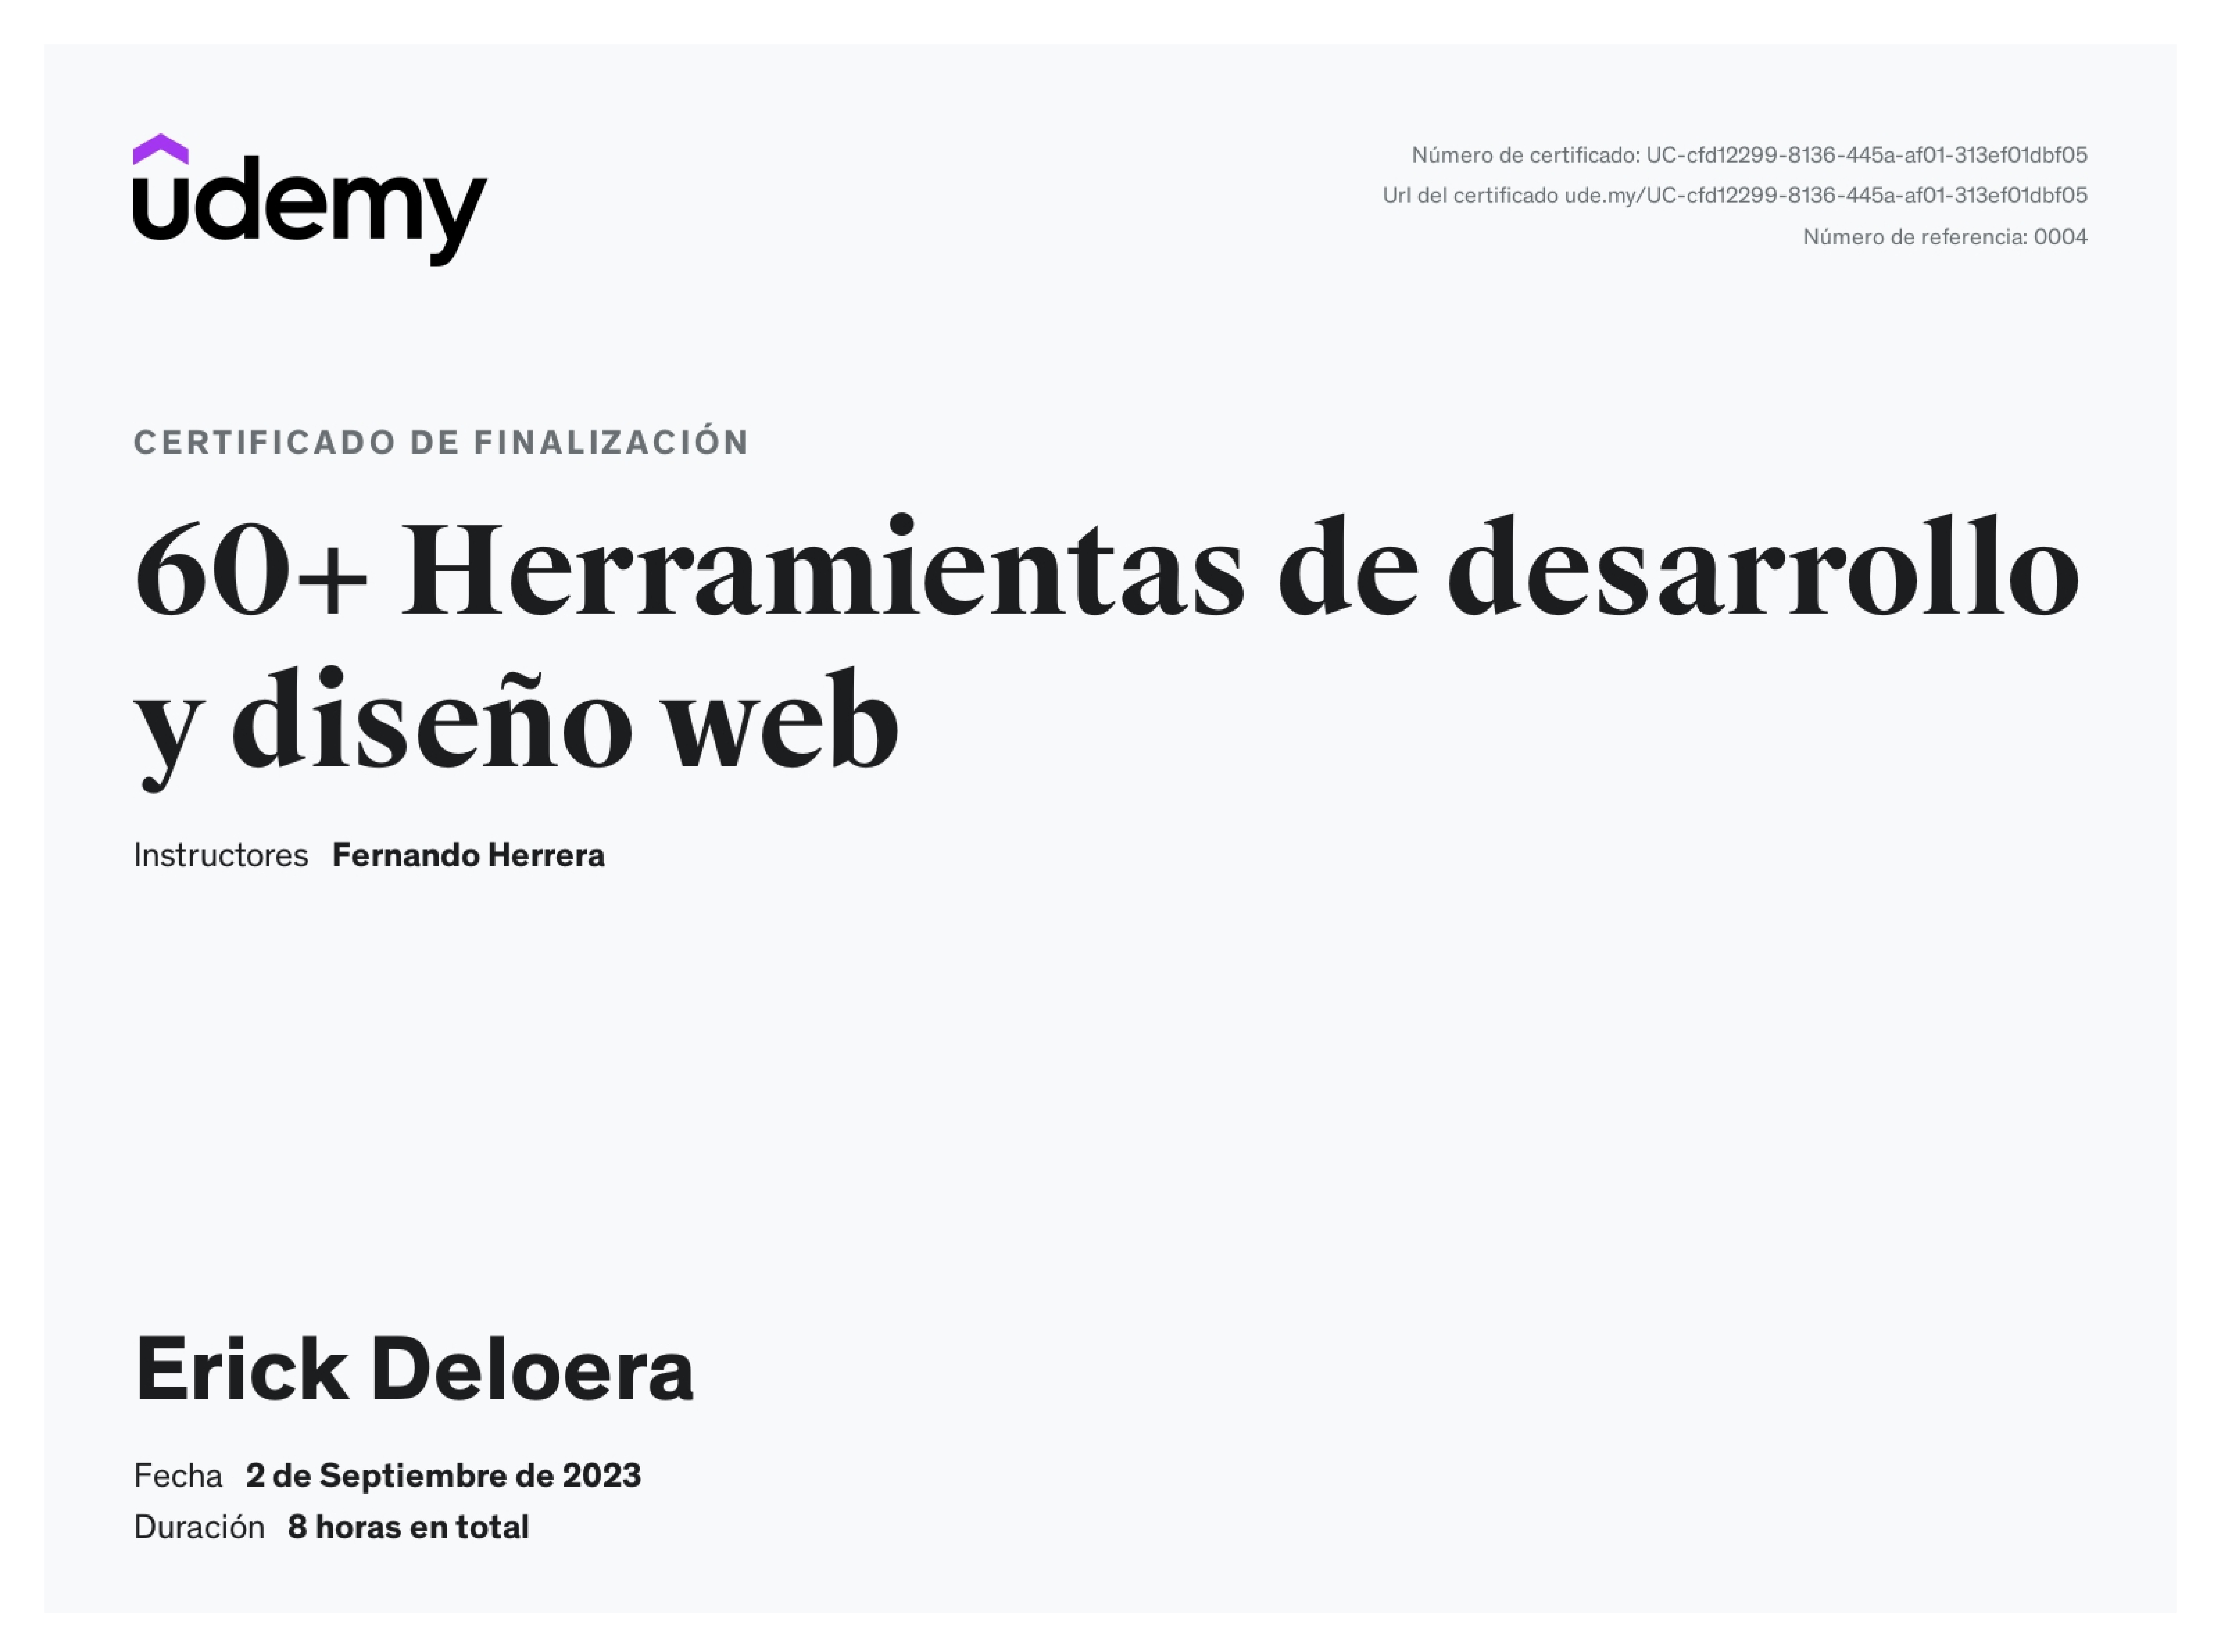 udemy
Número de certificado: UC-cfd12299-8136-445a-af01-313ef01dbf05
Url del certificado ude.my/UC-cfd12299-8136-445a-af01-313ef01dbf05
Número de referencia: 0004
CERTIFICADO DE FINALIZACIÓN
60+ Herramientas de desarrollo
y diseño web
Instructores Fernando Herrera
Erick Deloera
Fecha 2 de Septiembre de 2023
Duración 8 horas en total